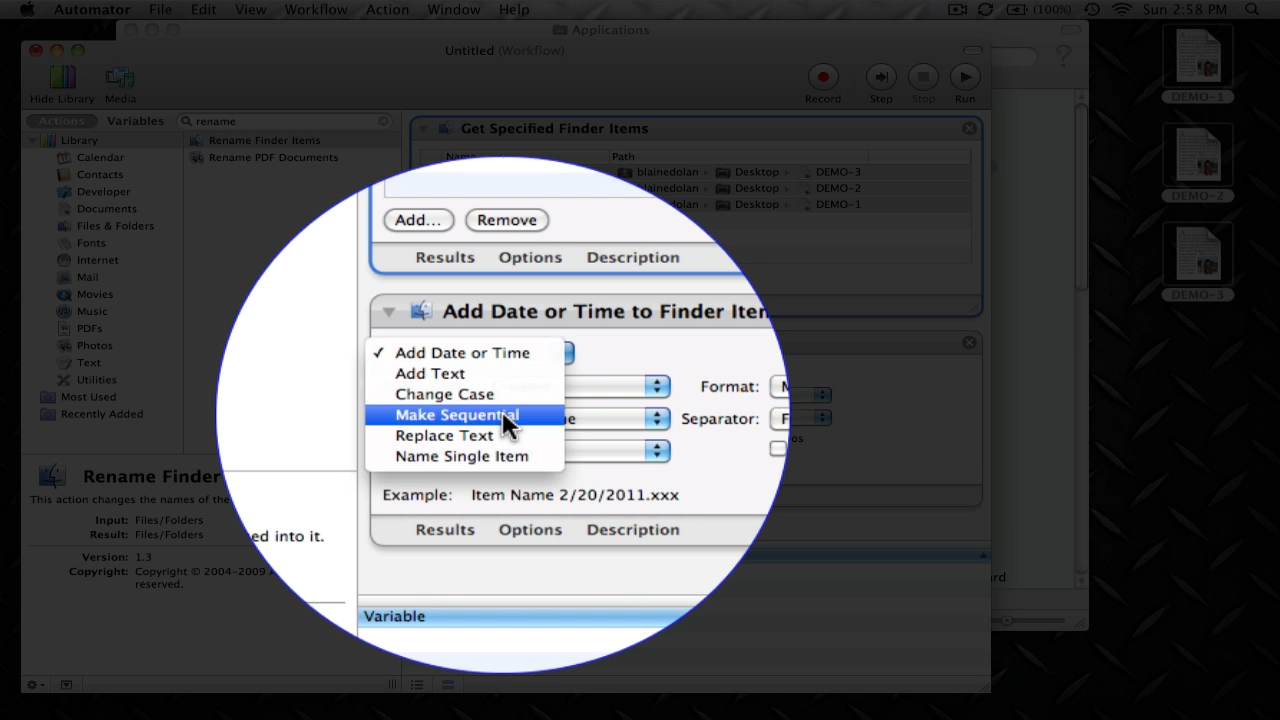 Automator File Edit View Workflow Action Window Help (100%) Sun 2:58 PM
Applications
Untitled (Workflow)
Hide Library Media Record Step Stop Run
Actions Variables rename
Library
Calendar
Contacts
Developer
Documents
Files & Folders
Fonts
Internet
Mail
Movies
Music
PDFs
Photos
Text
Utilities
Most Used
Recently Added
Rename Finder Items
Rename PDF Documents
Rename Finder
This action changes the names of the
Input: Files/Folders
Result: Files/Folders
Version: 1.3
Copyright: Copyright © 2004-2009
reserved.
ed into it.
Get Specified Finder Items
Path
blainedolan Desktop DEMO-3
blainedolan Desktop DEMO-2
dolan Desktop DEMO-1
Add... Remove
Results Options Description
Add Date or Time to Finder Iten
✓ Add Date or Time
Add Text
Change Case
Make Sequential
Replace Text
Name Single Item
Format:
Separator:
Example: Item Name 2/20/2011.xxx
Results Options Description
Variable
DEMO-1
DEMO-2
DEMO-3